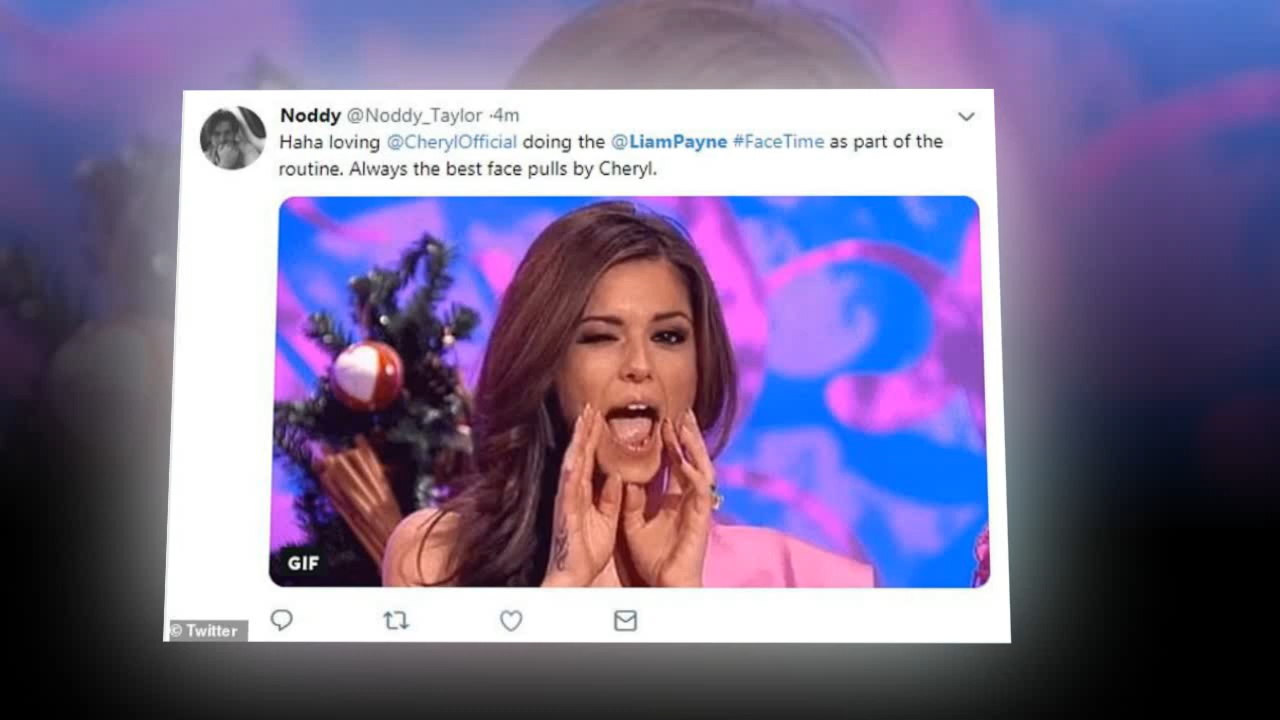 Noddy @Noddy_Taylor ·4m
Haha loving @CherylOfficial doing the @LiamPayne #FaceTime as part of the
routine. Always the best face pulls by Cheryl.
GIF
© Twitter